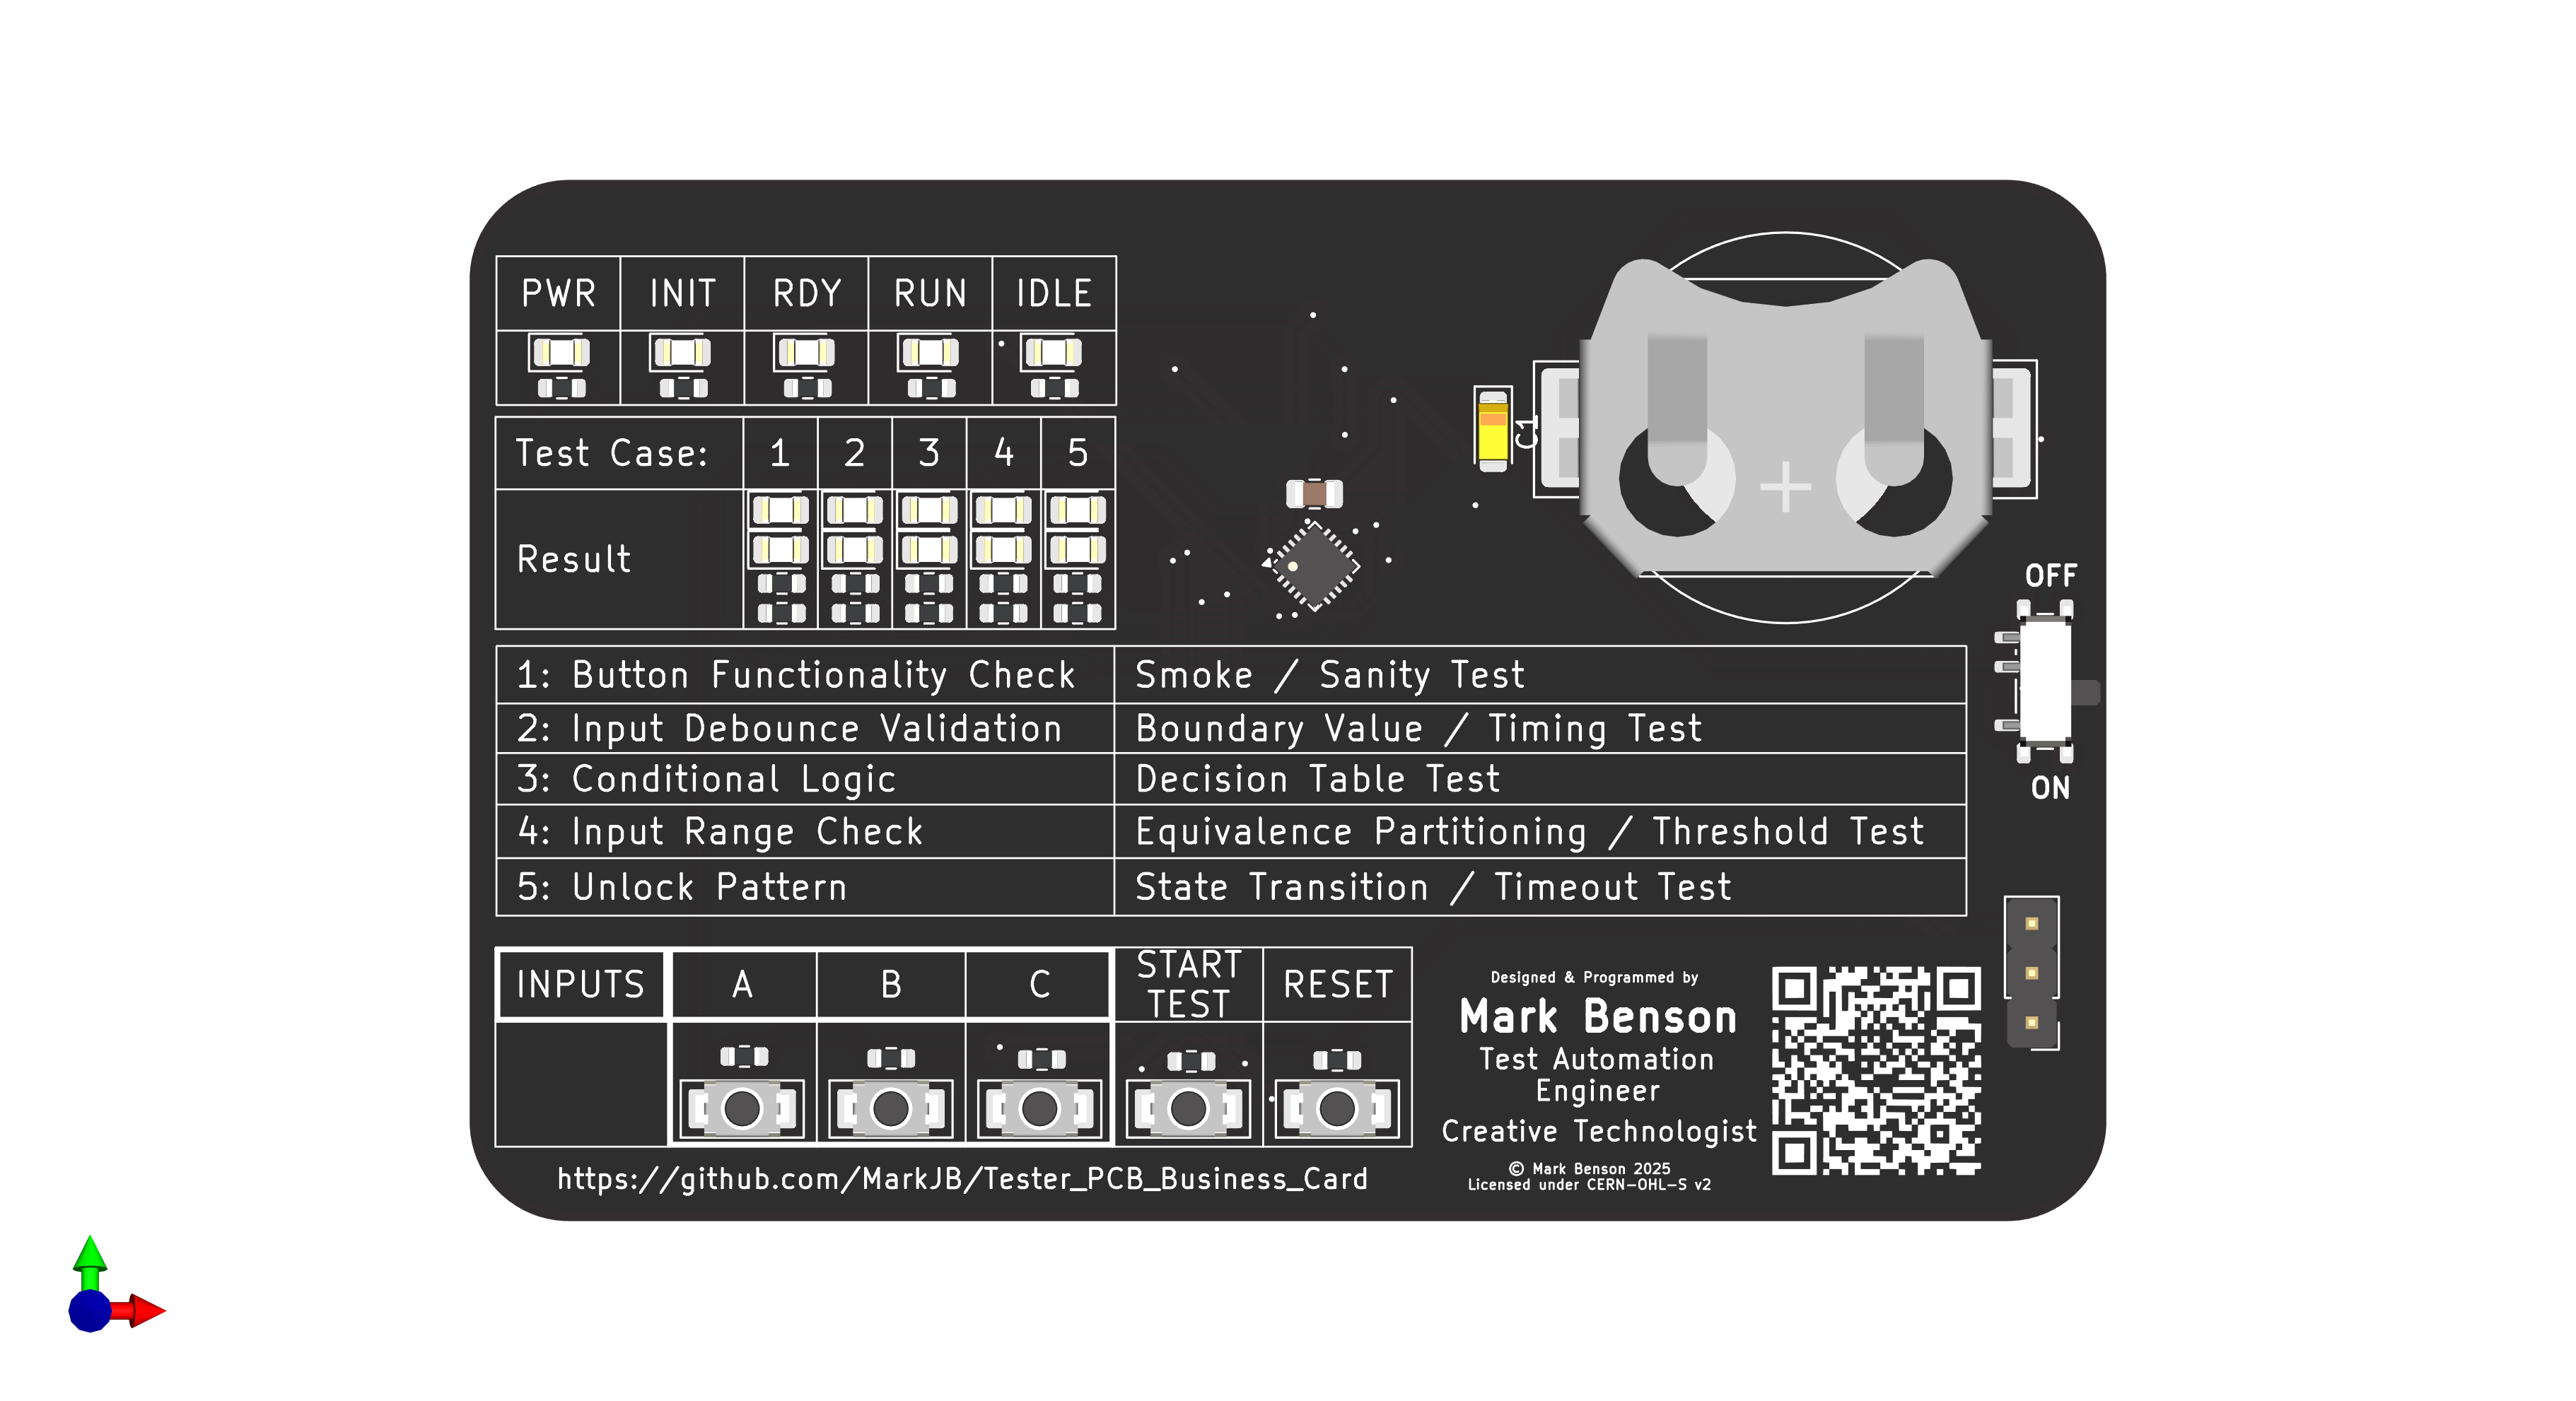 PWR INIT RDY RUN IDLE
Test Case: 1 2 3 4 5
Result
C1
+
OFF
ON
1: Button Functionality Check Smoke / Sanity Test
2: Input Debounce Validation Boundary Value / Timing Test
3: Conditional Logic Decision Table Test
4: Input Range Check Equivalence Partitioning / Threshold Test
5: Unlock Pattern State Transition / Timeout Test
INPUTS A B C START TEST RESET
Designed & Programmed by
Mark Benson
Test Automation
Engineer
Creative Technologist
© Mark Benson 2025
Licensed under CERN-OHL-S v2
https://github.com/MarkJB/Tester_PCB_Business_Card